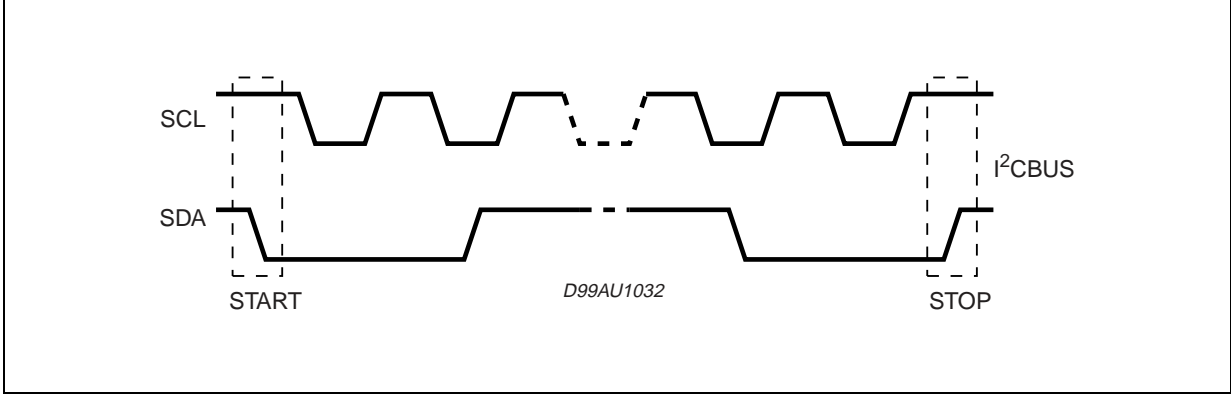 SCL
I²CBUS
SDA
START
D99AU1032
STOP